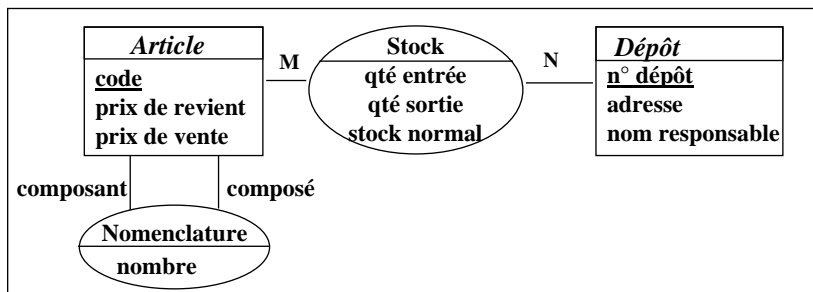 Article
code
prix de revient
prix de vente
M
Stock
qté entrée
qté sortie
stock normal
N
Dépôt
n° dépôt
adresse
nom responsable
composant
composé
Nomenclature
nombre